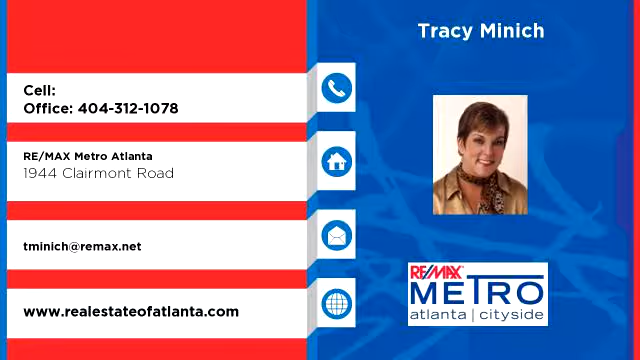 Tracy Minich
Cell:
Office: 404-312-1078
RE/MAX Metro Atlanta
1944 Clairmont Road
tminich@remax.net
www.realestateofatlanta.com
RE/MAX
METRO
atlanta | cityside